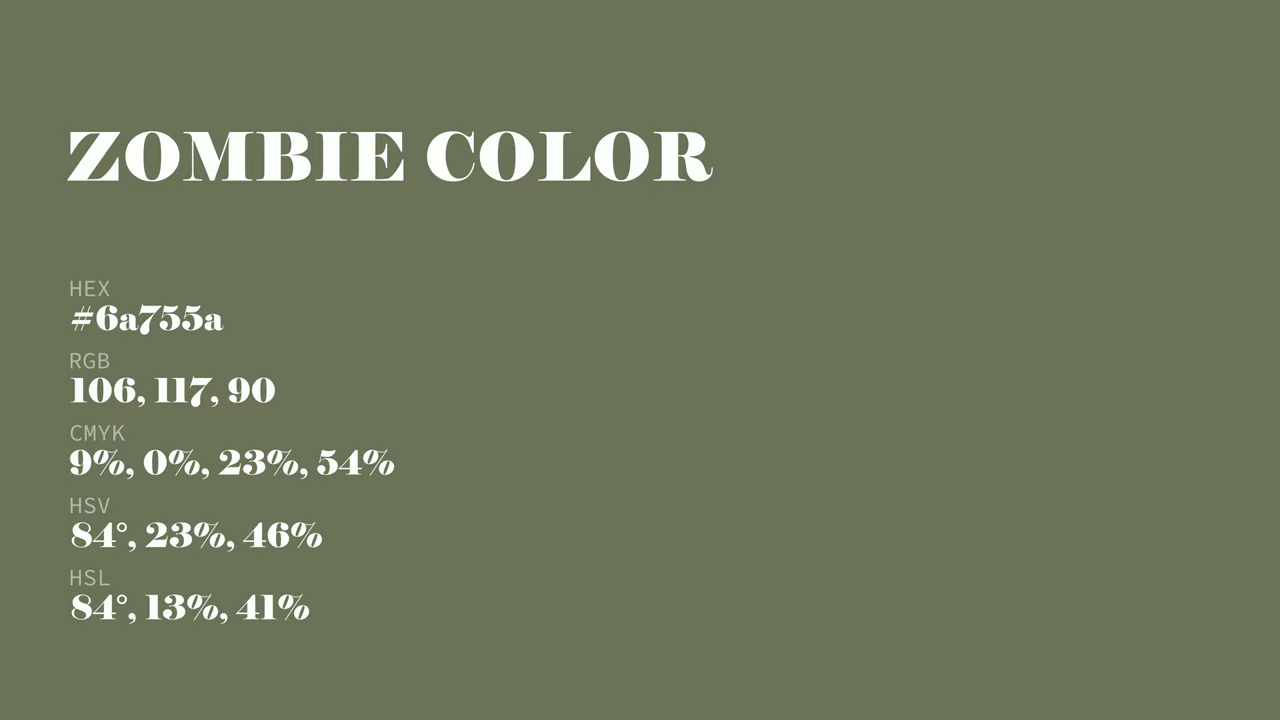 ZOMBIE COLOR
HEX
#6a755a
RGB
106, 117, 90
CMYK
9%, 0%, 23%, 54%
HSV
84°, 23%, 46%
HSL
84°, 13%, 41%